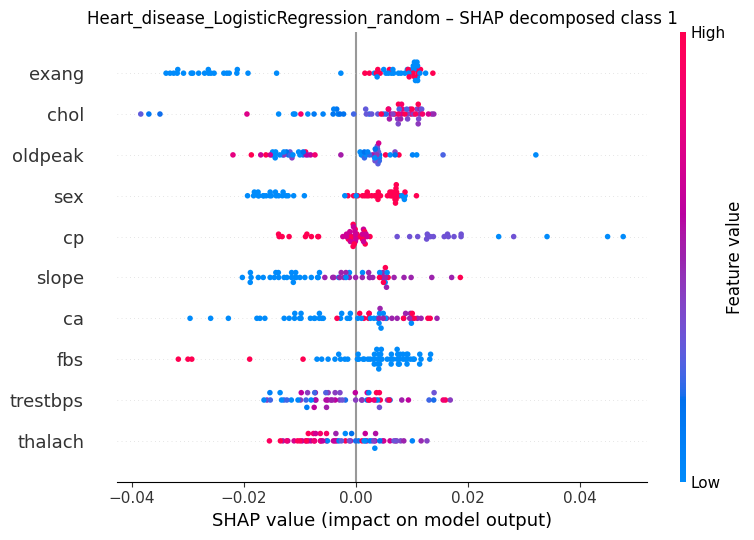 Heart_disease_LogisticRegression_random – SHAP decomposed class 1
High
exang
chol
oldpeak
sex
cp
slope
ca
fbs
trestbps
thalach
Feature value
Low
−0.04 −0.02 0.00 0.02 0.04
SHAP value (impact on model output)